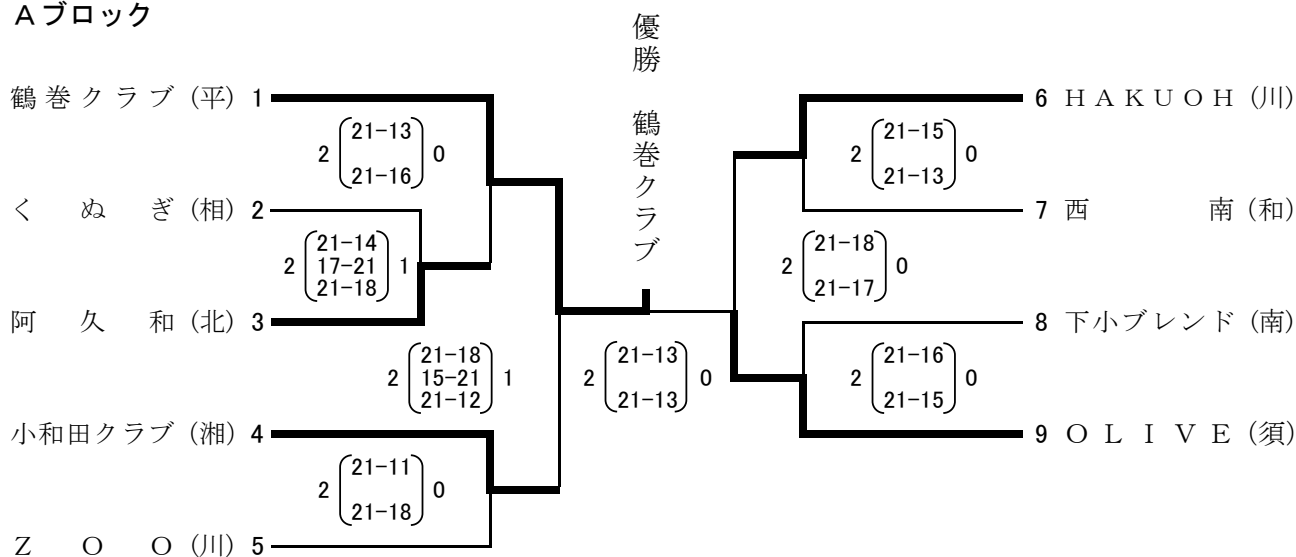 Aブロック
優勝 鶴巻クラブ
鶴巻クラブ (平) 1
2 21-13 0
21-16
くぬぎ (相) 2
2 21-14 1
17-21
21-18
阿久和 (北) 3
2 21-18 1
15-21
21-12
小和田クラブ (湘) 4
2 21-11 0
21-18
ZOO (川) 5
2 21-13 0
21-13
6 HAKUOH (川)
2 21-15 0
21-13
7 西南 (和)
2 21-18 0
21-17
8 下小ブレンド (南)
2 21-16 0
21-15
9 OLIVE (須)